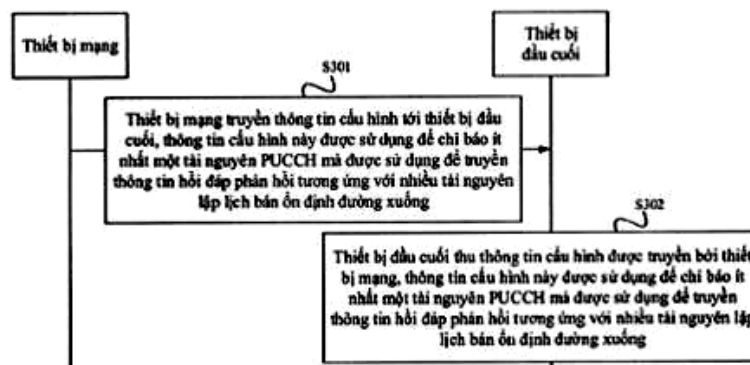 Thiết bị mạng
Thiết bị
đầu cuối
S301
Thiết bị mạng truyền thông tin cấu hình tới thiết bị đầu
cuối, thông tin cấu hình này được sử dụng để chỉ báo ít
nhất một tài nguyên PUCCH mà được sử dụng để truyền
thông tin hồi đáp phản hồi tương ứng với nhiều tài nguyên
lập lịch bán ổn định đường xuống
S302
Thiết bị đầu cuối thu thông tin cấu hình được truyền bởi thiết
bị mạng, thông tin cấu hình này được sử dụng để chỉ báo ít
nhất một tài nguyên PUCCH mà được sử dụng để truyền
thông tin hồi đáp phản hồi tương ứng với nhiều tài nguyên lập
lịch bán ổn định đường xuống